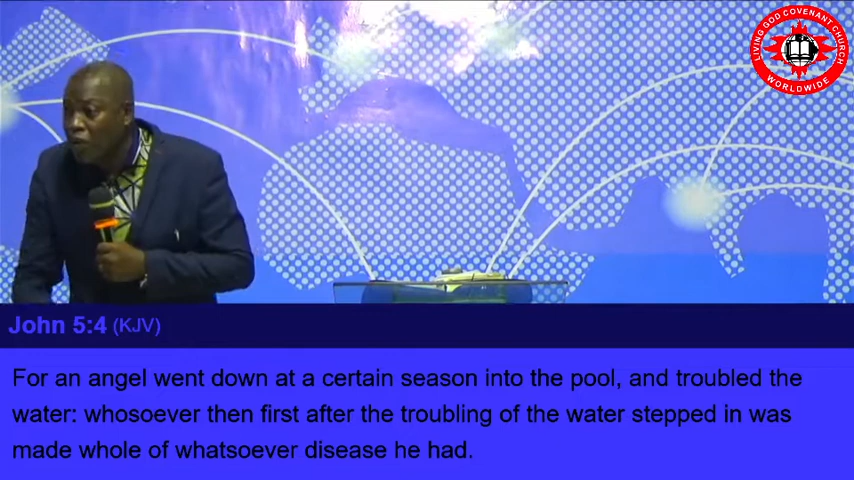 LIVING GOD COVENANT CHURCH
WORLDWIDE
John 5:4 (KJV)
For an angel went down at a certain season into the pool, and troubled the
water: whosoever then first after the troubling of the water stepped in was
made whole of whatsoever disease he had.